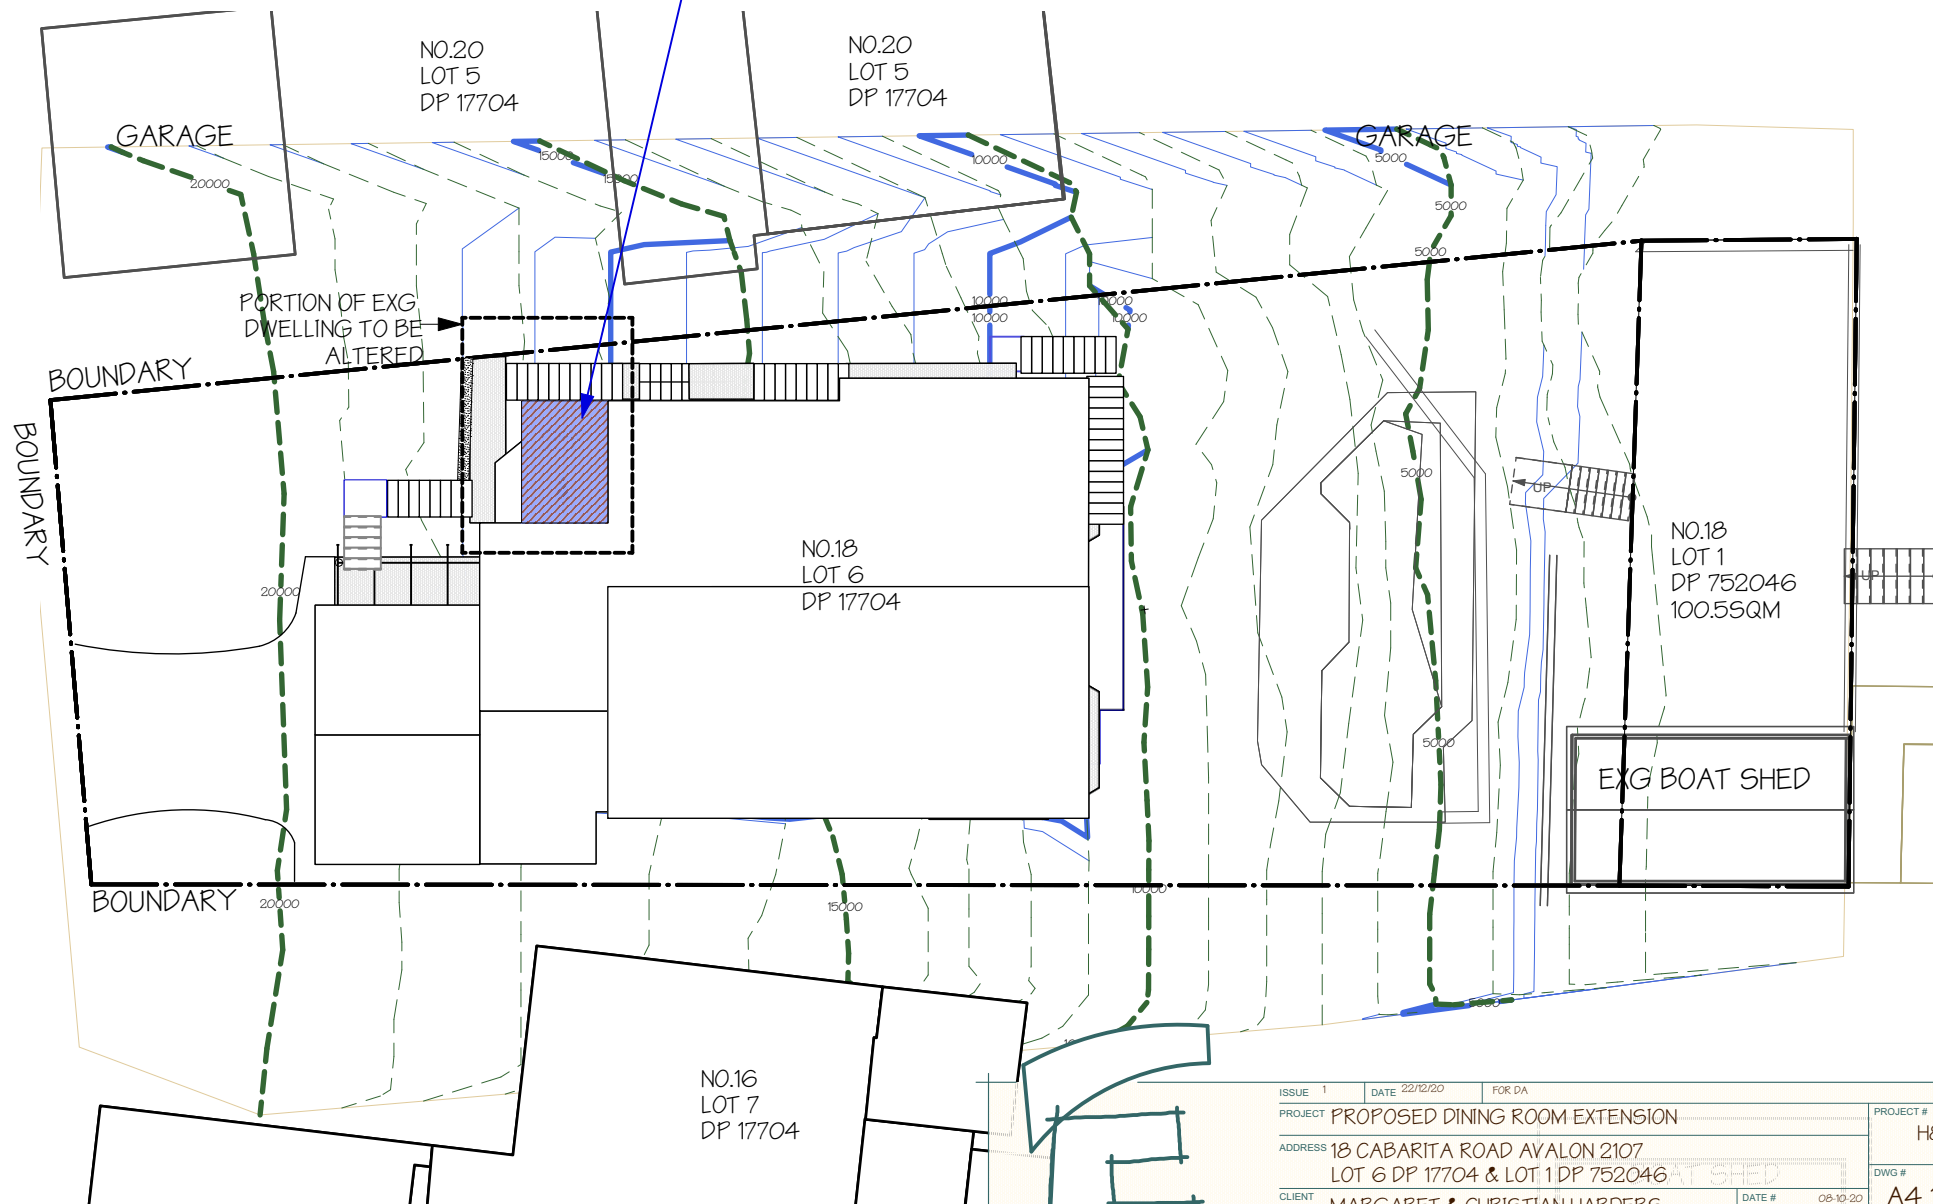 NO.20
LOT 5
DP 17704
NO.20
LOT 5
DP 17704
GARAGE
GARAGE
15000
10000
5000
20000
5000
5000
10000
10000
PORTION OF EXG
DWELLING TO BE
ALTERED
BOUNDARY
BOUNDARY
5000
UP
NO.18
LOT 6
DP 17704
NO.18
LOT 1
DP 752046
100.5SQM
UP
20000
5000
EXG BOAT SHED
BOUNDARY
20000
15000
10000
NO.16
LOT 7
DP 17704
ISSUE 1 DATE 22/12/20 FOR DA
PROJECT PROPOSED DINING ROOM EXTENSION
PROJECT #
ADDRESS 18 CABARITA ROAD AVALON 2107
LOT 6 DP 17704 & LOT 1 DP 752046
BOAT SHED
DWG #
CLIENT MARGARET & CHRISTIAN HARDERS
DATE # 08-10-20
A4